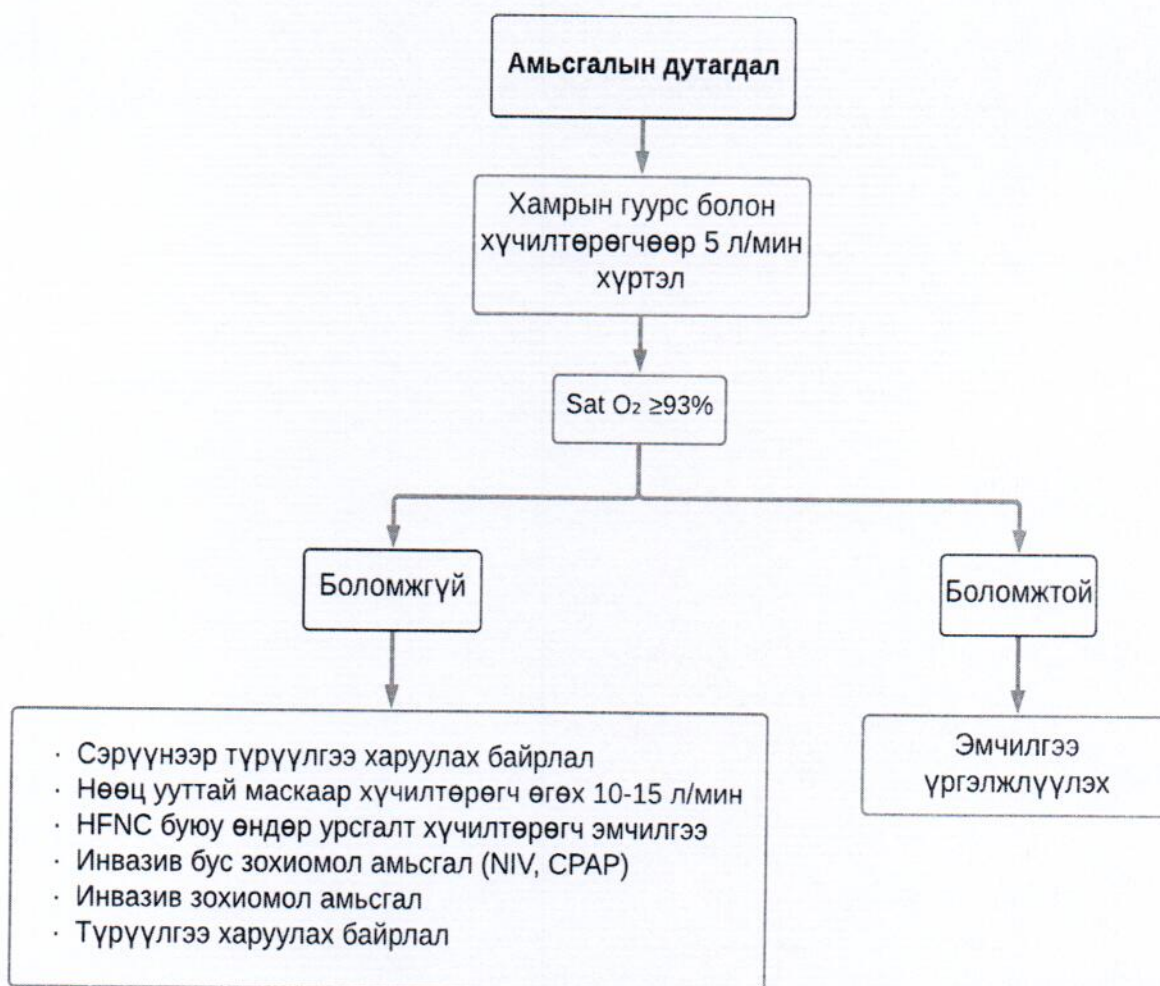 Амьсгалын дутагдал
Хамрын гуурс болон
хүчилтөрөгчөөр 5 л/мин
хүртэл
Sat O₂ ≥93%
Боломжгүй
Боломжтой
· Сэрүүнээр түрүүлгээ харуулах байрлал
· Нөөц ууттай маскаар хүчилтөрөгч өгөх 10-15 л/мин
· HFNC буюу өндөр урсгалт хүчилтөрөгч эмчилгээ
· Инвазив бус зохиомол амьсгал (NIV, CPAP)
· Инвазив зохиомол амьсгал
· Түрүүлгээ харуулах байрлал
Эмчилгээ
үргэлжлүүлэх